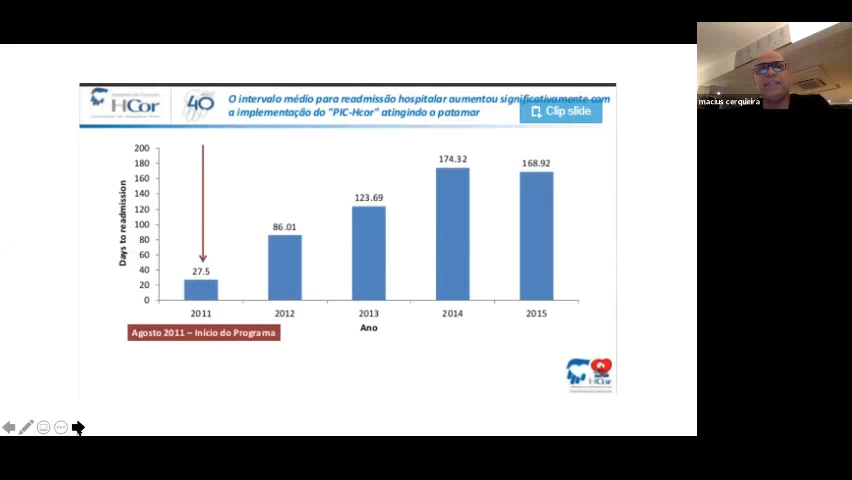 HCor
40
O intervalo médio para readmissão hospitalar aumentou significativamente com
a implementação do "PIC-Hcor" atingindo o patamar
Clip slide
macius cerqueira
Days to readmission
200
180
160
140
120
100
80
60
40
20
0
27.5
86.01
123.69
174.32
168.92
2011
2012
2013
2014
2015
Ano
Agosto 2011 – Início do Programa
HCor